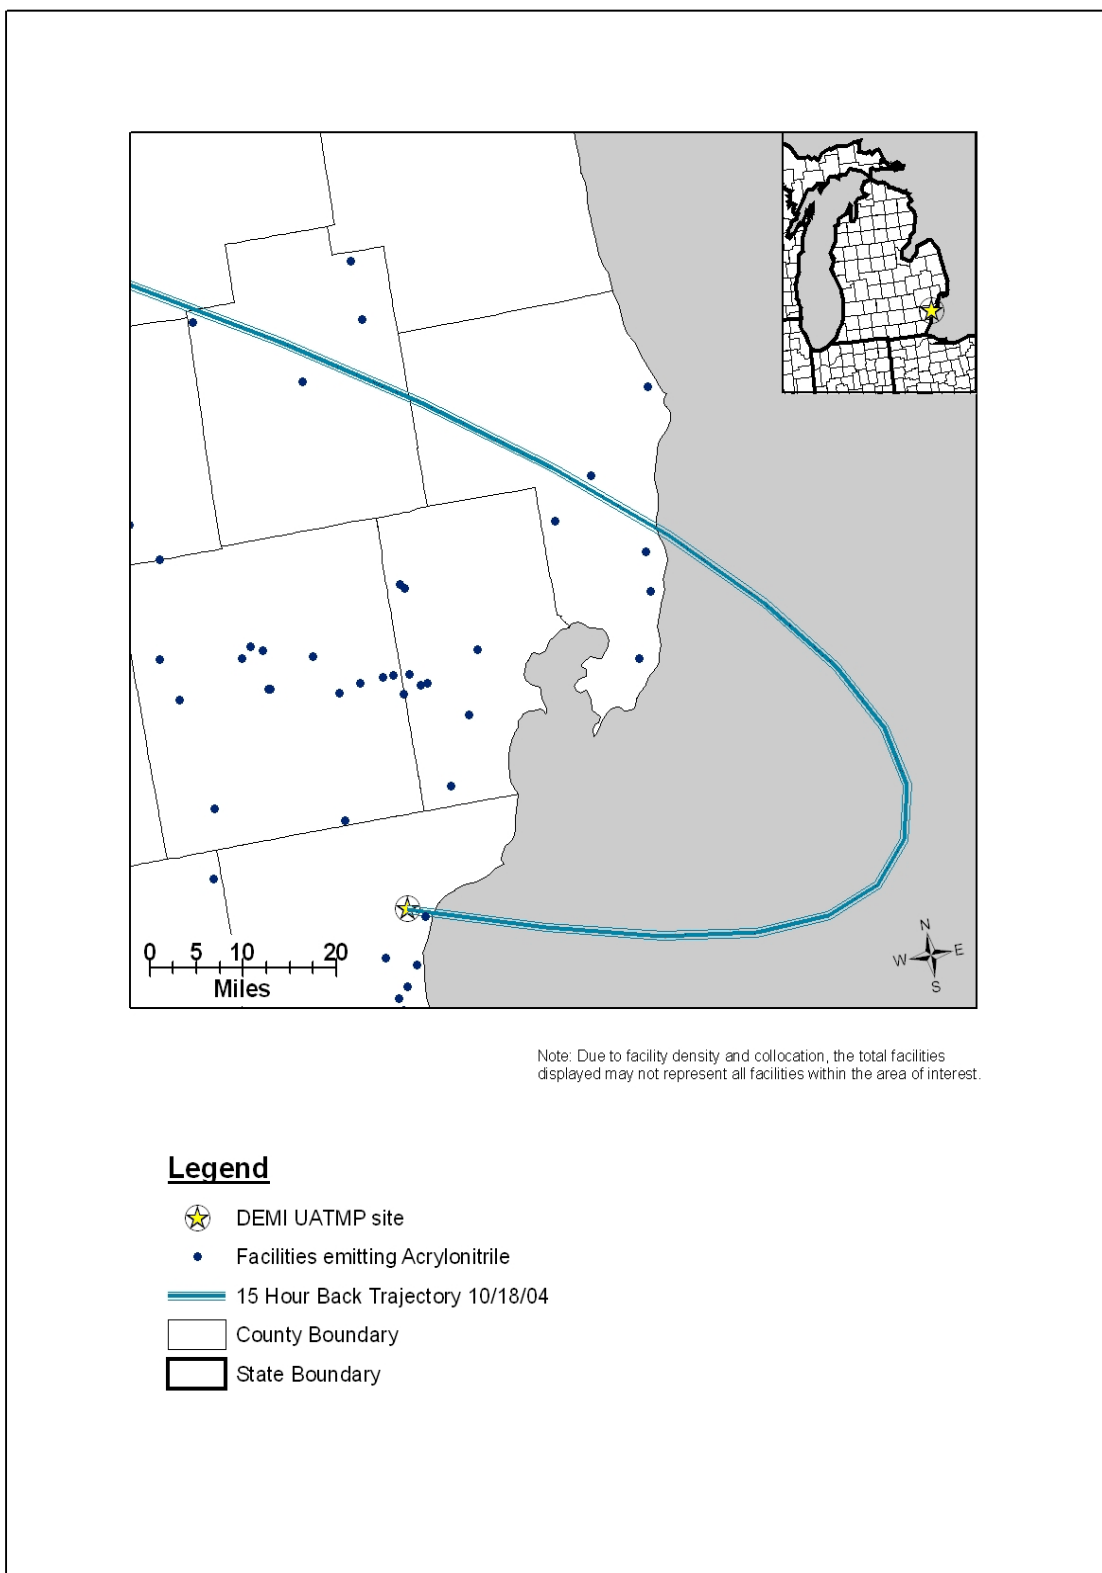 0 5 10 20
Miles
N
W E
S
Note: Due to facility density and collocation, the total facilities
displayed may not represent all facilities within the area of interest.
Legend
DEMI UATMP site
Facilities emitting Acrylonitrile
15 Hour Back Trajectory 10/18/04
County Boundary
State Boundary